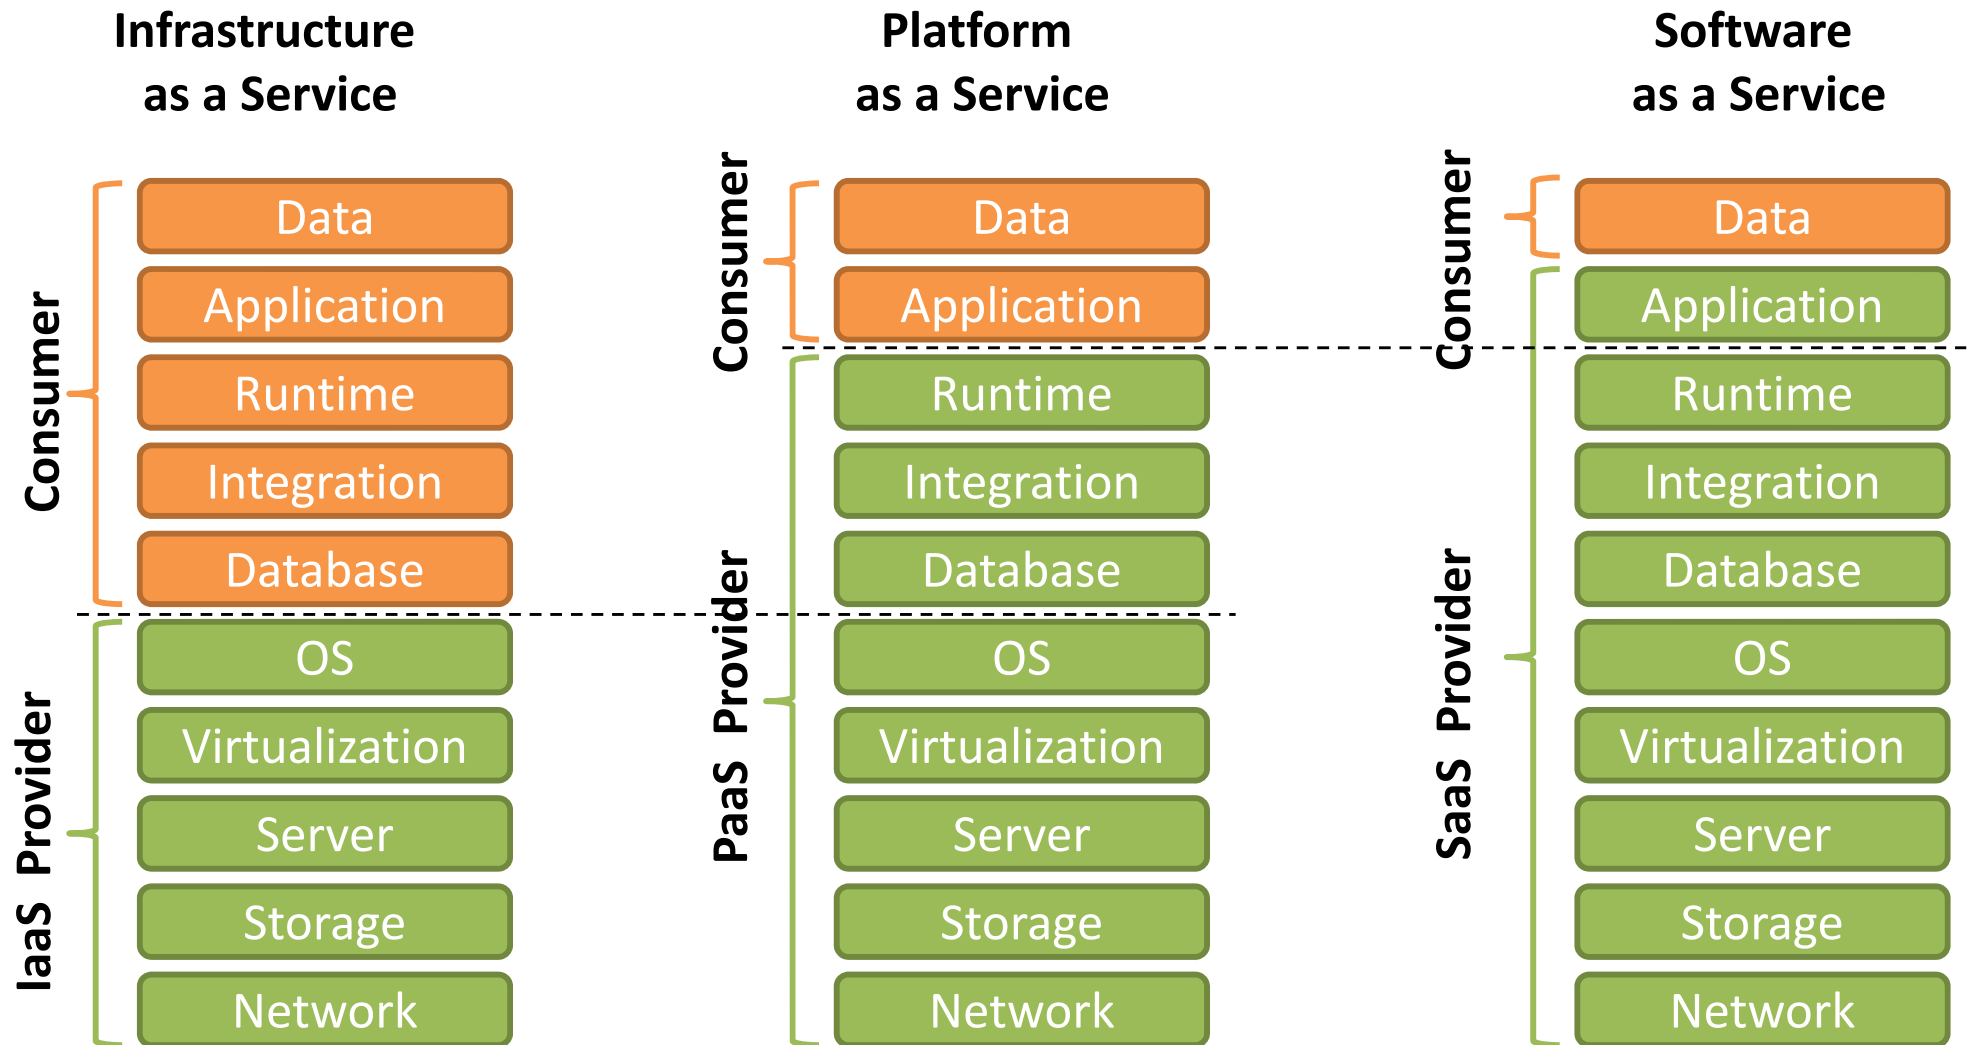 Infrastructure
as a Service
Consumer
Data
Application
Runtime
Integration
Database
IaaS Provider
OS
Virtualization
Server
Storage
Network
Platform
as a Service
Consumer
Data
Application
PaaS Provider
Runtime
Integration
Database
OS
Virtualization
Server
Storage
Network
Software
as a Service
Consumer
Data
SaaS Provider
Application
Runtime
Integration
Database
OS
Virtualization
Server
Storage
Network